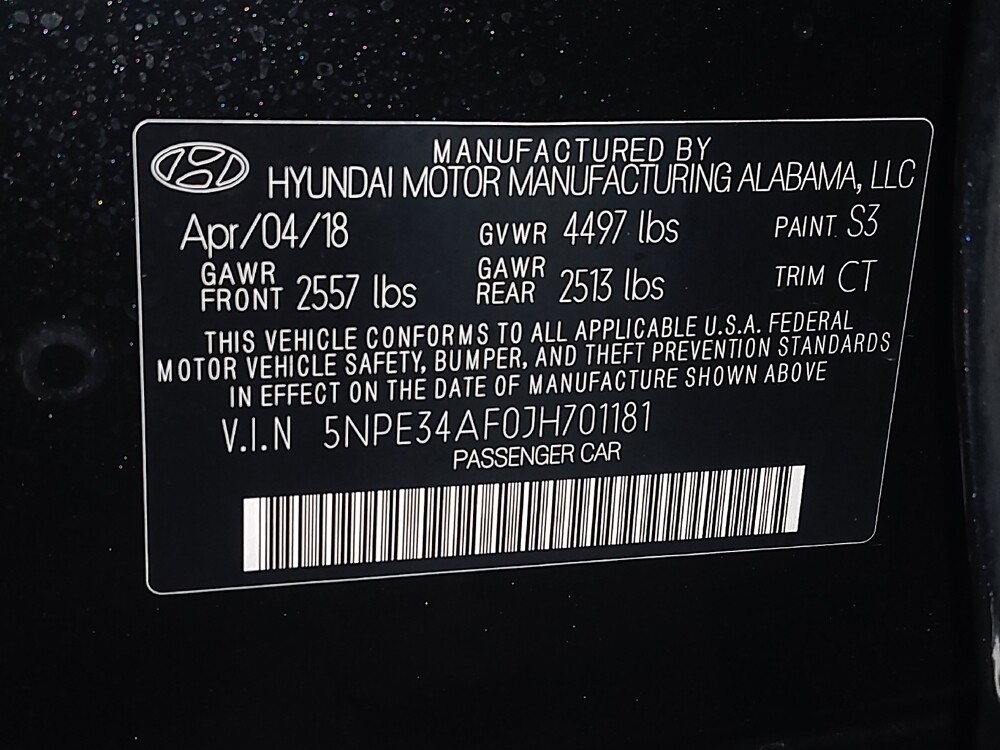 MANUFACTURED BY
HYUNDAI MOTOR MANUFACTURING ALABAMA, LLC
Apr/04/18 GVWR 4497 lbs PAINT S3
GAWR FRONT 2557 lbs GAWR REAR 2513 lbs TRIM CT
THIS VEHICLE CONFORMS TO ALL APPLICABLE U.S.A. FEDERAL
MOTOR VEHICLE SAFETY, BUMPER, AND THEFT PREVENTION STANDARDS
IN EFFECT ON THE DATE OF MANUFACTURE SHOWN ABOVE
V.I.N 5NPE34AF0JH701181
PASSENGER CAR